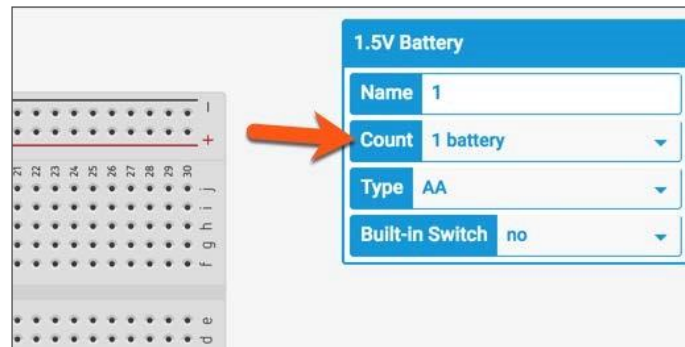 1.5V Battery
Name 1
Count 1 battery
Type AA
Built-in Switch no
−
+
21 22 23 24 25 26 27 28 29 30
j
i
h
g
f
e
d